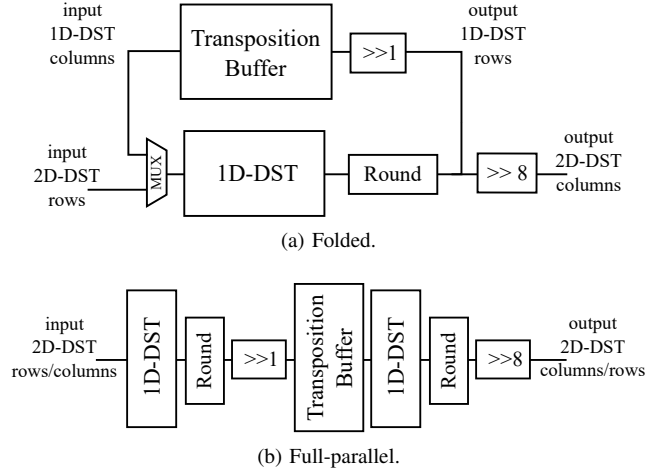 input
1D-DST
columns
Transposition
Buffer
>>1
output
1D-DST
rows
input
2D-DST
rows
MUX
1D-DST
Round
>> 8
output
2D-DST
columns
(a) Folded.
input
2D-DST
rows/columns
1D-DST
Round
>>1
Transposition
Buffer
1D-DST
Round
>>8
output
2D-DST
columns/rows
(b) Full-parallel.